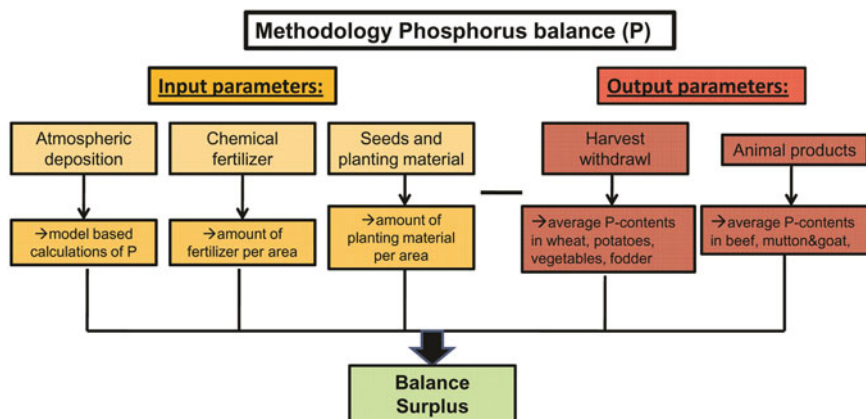 Methodology Phosphorus balance (P)
Input parameters:
Output parameters:
Atmospheric
deposition
Chemical
fertilizer
Seeds and
planting material
Harvest
withdrawl
Animal products
→model based
calculations of P
→amount of
fertilizer per area
→amount of
planting material
per area
→average P-contents
in wheat, potatoes,
vegetables, fodder
→average P-contents
in beef, mutton&goat,
Balance
Surplus